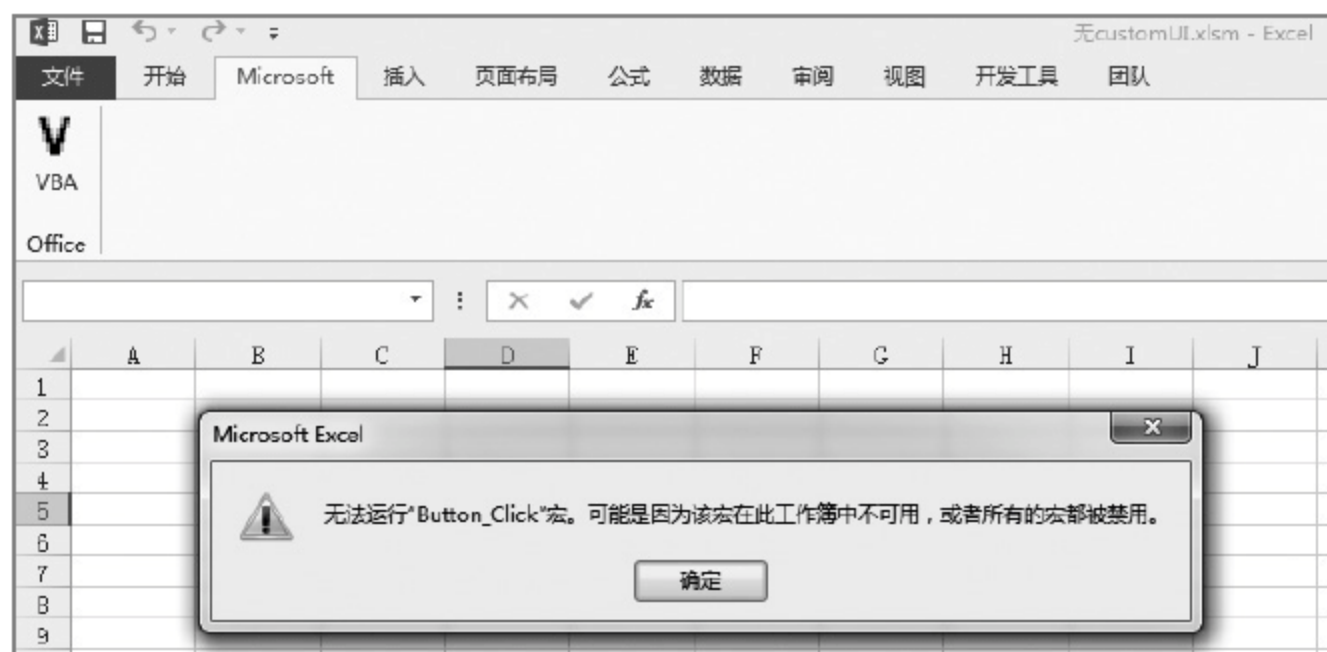 无customUI.xlsm - Excel
文件 开始 Microsoft 插入 页面布局 公式 数据 审阅 视图 开发工具 团队
V
VBA
Office
fx
A B C D E F G H I J
1
2
3
4
5
6
7
8
9
Microsoft Excel
无法运行"Button_Click"宏。可能是因为该宏在此工作簿中不可用，或者所有的宏都被禁用。
确定